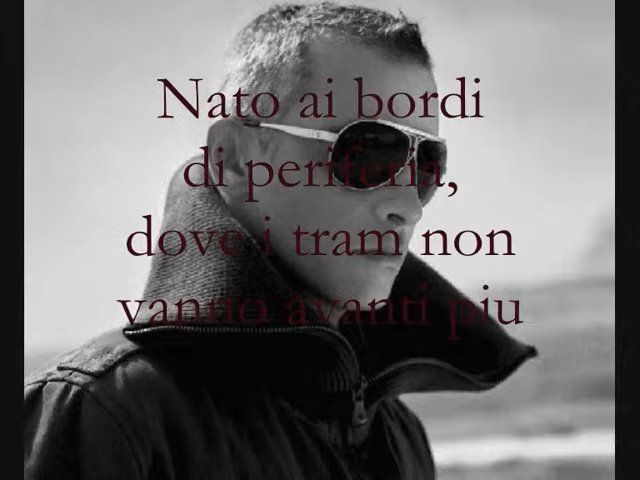 Nato ai bordi
di periferia,
dove i tram non
vanno avanti piu